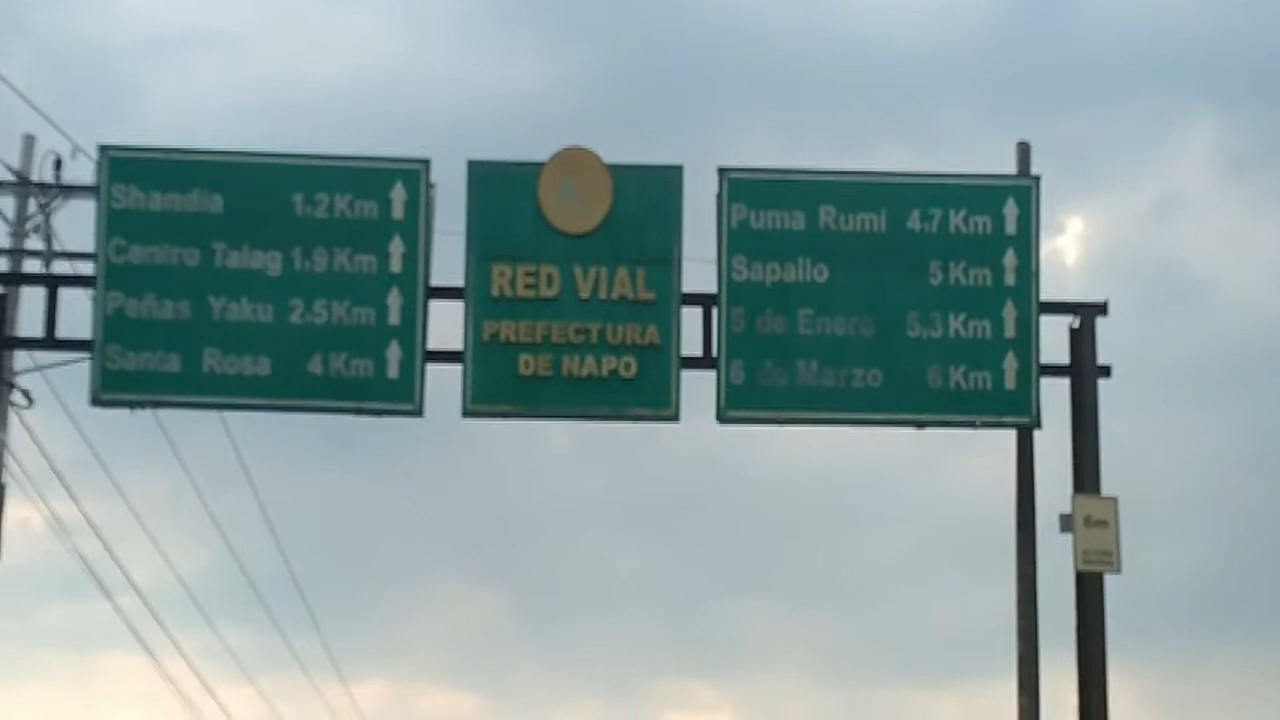 Shandia 1.2 Km
Centro Talag 1.9 Km
Peñas Yaku 2.5 Km
Santa Rosa 4 Km
RED VIAL
PREFECTURA
DE NAPO
Puma Rumi 4.7 Km
Sapallo 5 Km
5 de Enero 5,3 Km
6 de Marzo 6 Km
6m